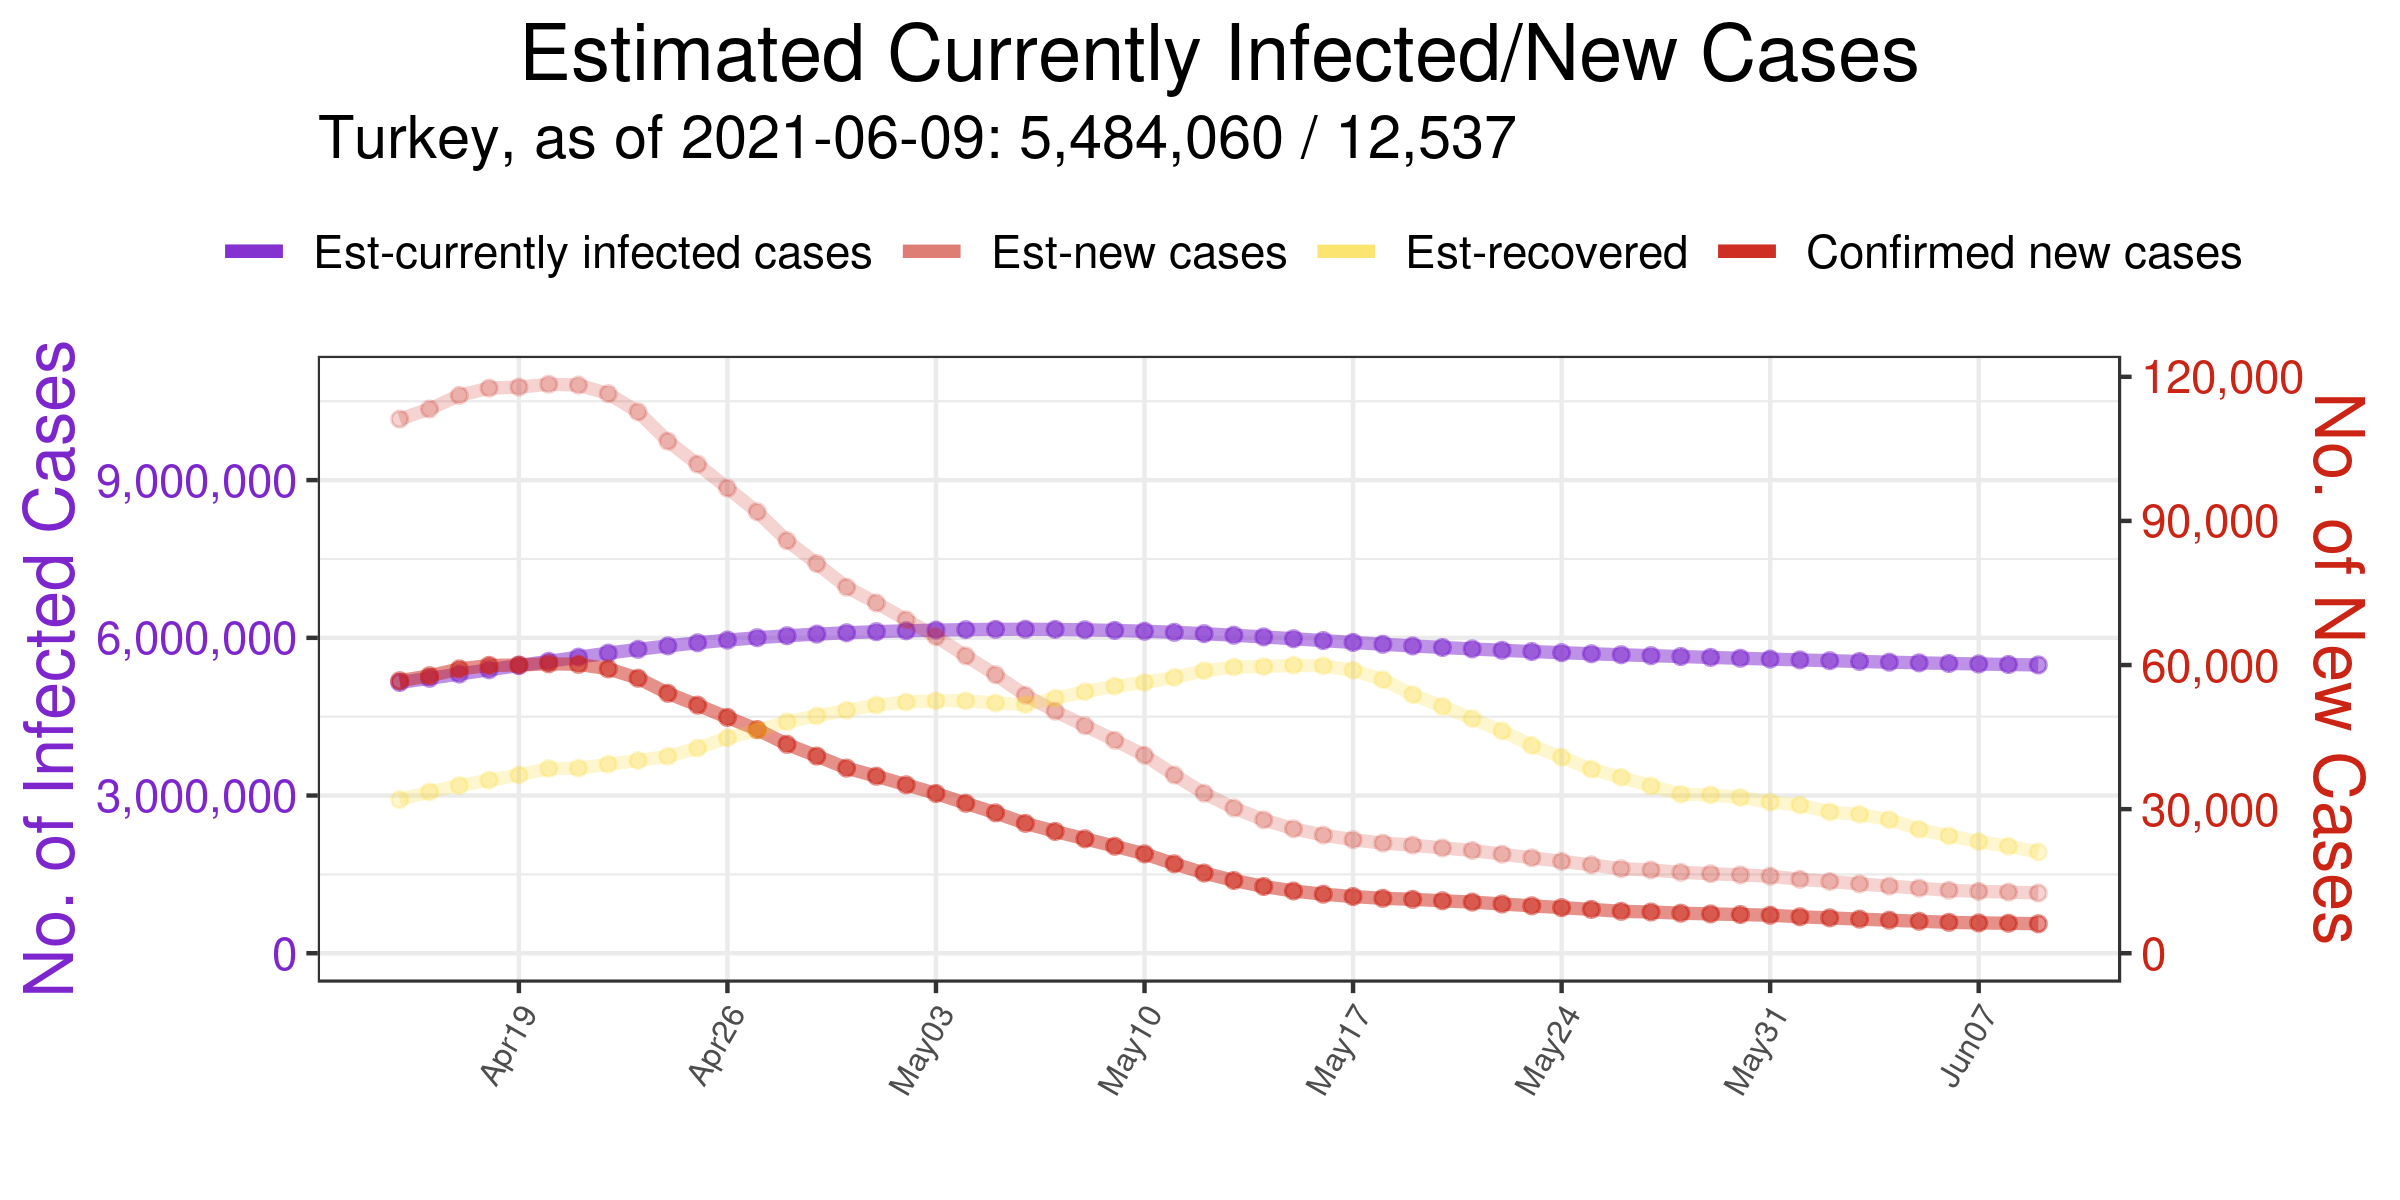 Estimated Currently Infected/New Cases
Turkey, as of 2021-06-09: 5,484,060 / 12,537
Est-currently infected cases Est-new cases Est-recovered Confirmed new cases
No. of Infected Cases
9,000,000
6,000,000
3,000,000
0
120,000
90,000
60,000
30,000
0
No. of New Cases
Apr19 Apr26 May03 May10 May17 May24 May31 Jun07